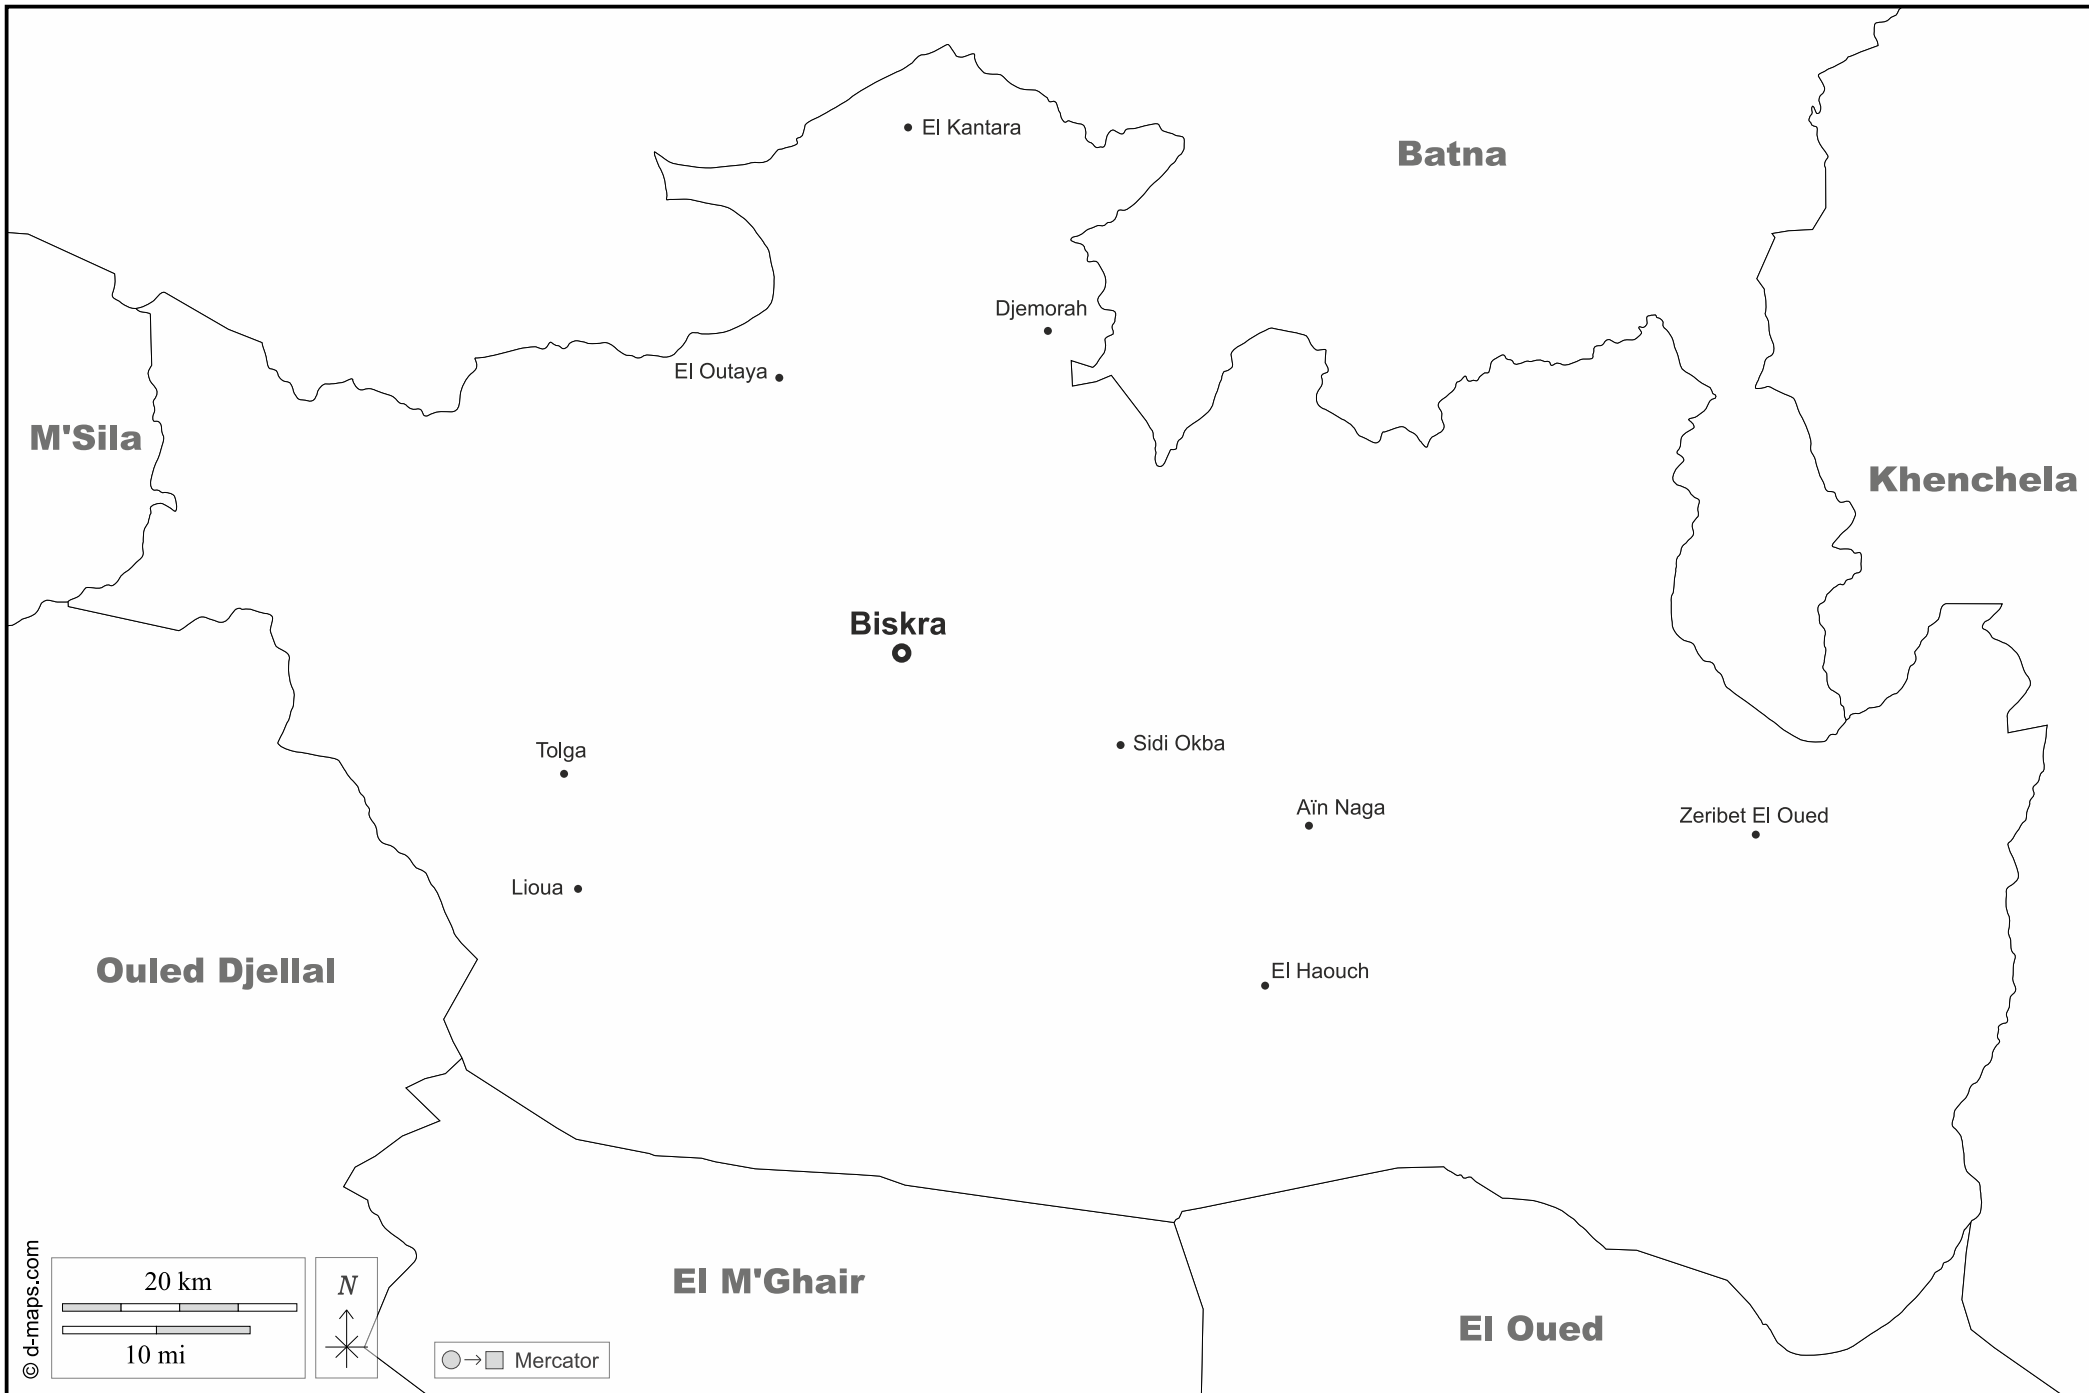 El Kantara
Batna
Djemorah
El Outaya
M'Sila
Khenchela
Biskra
Sidi Okba
Tolga
Aïn Naga
Zeribet El Oued
Lioua
Ouled Djellal
El Haouch
© d-maps.com
20 km
10 mi
N
El M'Ghair
El Oued
Mercator